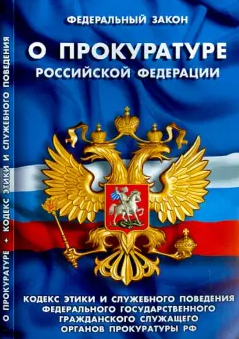 ФЕДЕРАЛЬНЫЙ ЗАКОН
О ПРОКУРАТУРЕ
РОССИЙСКОЙ ФЕДЕРАЦИИ
КОДЕКС ЭТИКИ И СЛУЖЕБНОГО ПОВЕДЕНИЯ
ФЕДЕРАЛЬНОГО ГОСУДАРСТВЕННОГО
ГРАЖДАНСКОГО СЛУЖАЩЕГО
ОРГАНОВ ПРОКУРАТУРЫ РФ
О ПРОКУРАТУРЕ + КОДЕКС ЭТИКИ И СЛУЖЕБНОГО ПОВЕДЕНИЯ